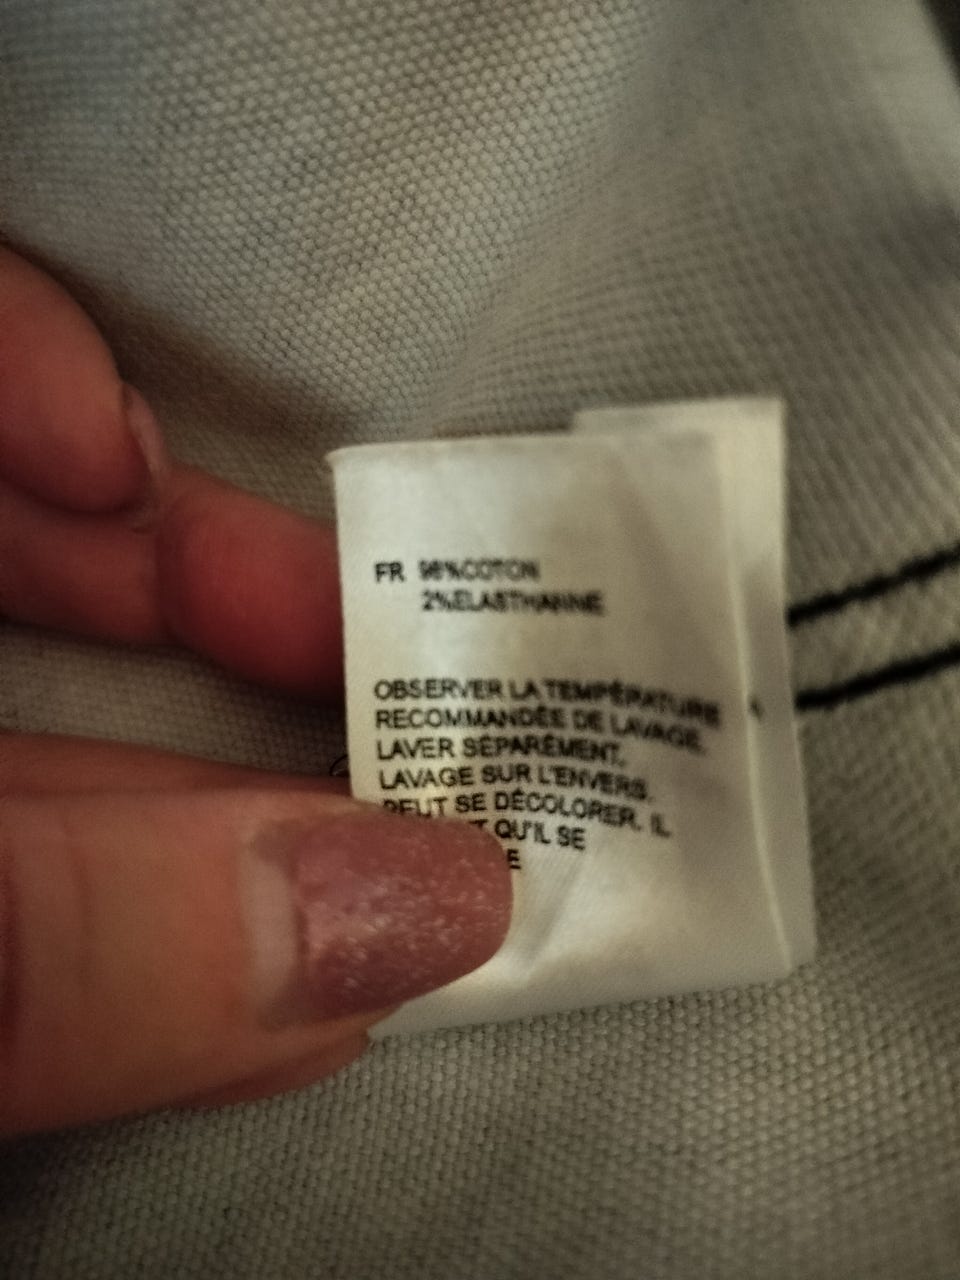 FR 98%COTON
2%ELASTHANNE
OBSERVER LA TEMPÉRATURE
RECOMMANDÉE DE LAVAGE.
LAVER SÉPARÉMENT.
LAVAGE SUR L'ENVERS.
PEUT SE DÉCOLORER. IL
QU'IL SE